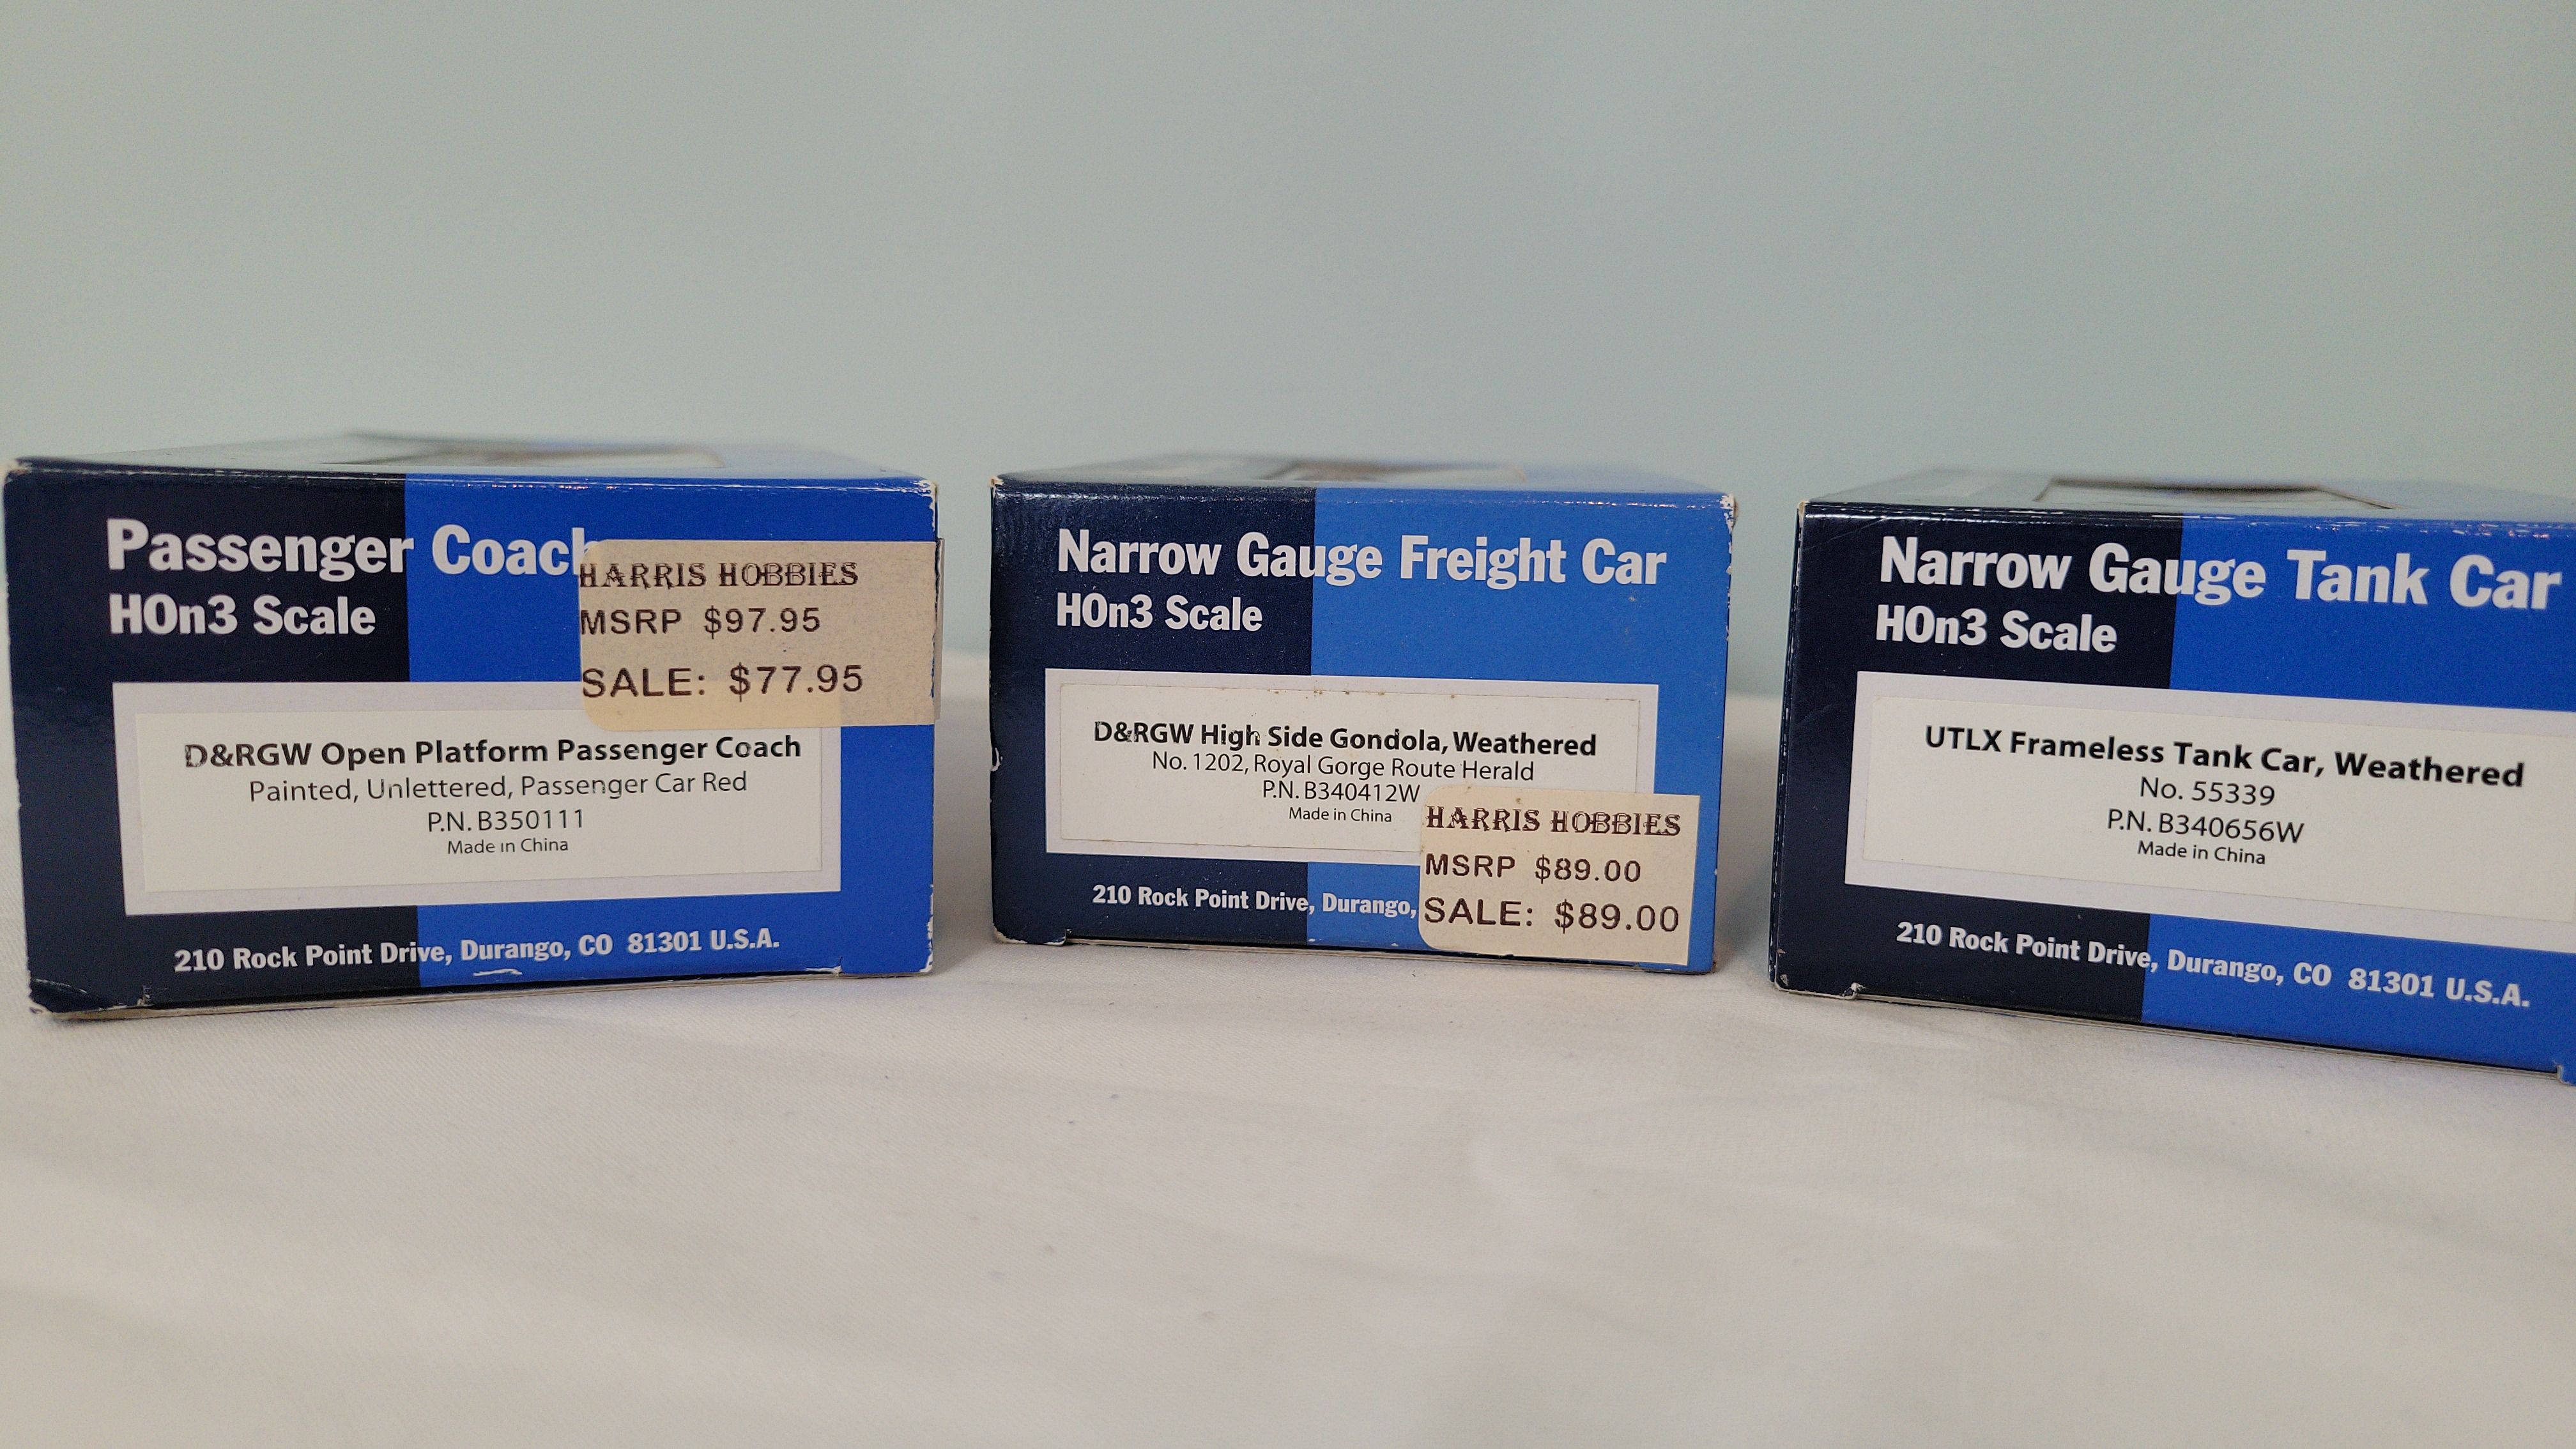 Passenger Coach
HOn3 Scale
HARRIS HOBBIES
MSRP $97.95
SALE: $77.95
D&RGW Open Platform Passenger Coach
Painted, Unlettered, Passenger Car Red
P.N. B350111
Made in China
210 Rock Point Drive, Durango, CO 81301 U.S.A.
Narrow Gauge Freight Car
HOn3 Scale
D&RGW High Side Gondola, Weathered
No. 1202, Royal Gorge Route Herald
P.N. B340412W
Made in China
HARRIS HOBBIES
MSRP $89.00
SALE: $89.00
210 Rock Point Drive, Durango,
Narrow Gauge Tank Car
HOn3 Scale
UTLX Frameless Tank Car, Weathered
No. 55339
P.N. B340656W
Made in China
210 Rock Point Drive, Durango, CO 81301 U.S.A.